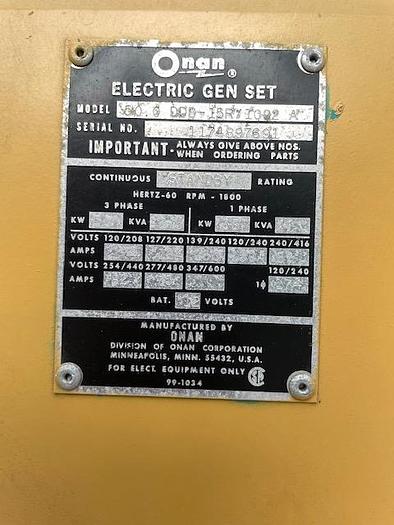 Onan ®
ELECTRIC GEN SET
MODEL
SERIAL NO. 1174897691
IMPORTANT- ALWAYS GIVE ABOVE NOS.
WHEN ORDERING PARTS
CONTINUOUS STANDBY RATING
HERTZ-60 RPM - 1800
3 PHASE 1 PHASE
KW KVA KW KVA
VOLTS 120/208 127/220 139/240 120/240 240/416
AMPS
VOLTS 254/440 277/480 347/600 120/240
AMPS 1ϕ
BAT. VOLTS
MANUFACTURED BY
ONAN
DIVISION OF ONAN CORPORATION
MINNEAPOLIS, MINN. 55432, U.S.A.
FOR ELECT. EQUIPMENT ONLY
99-1034